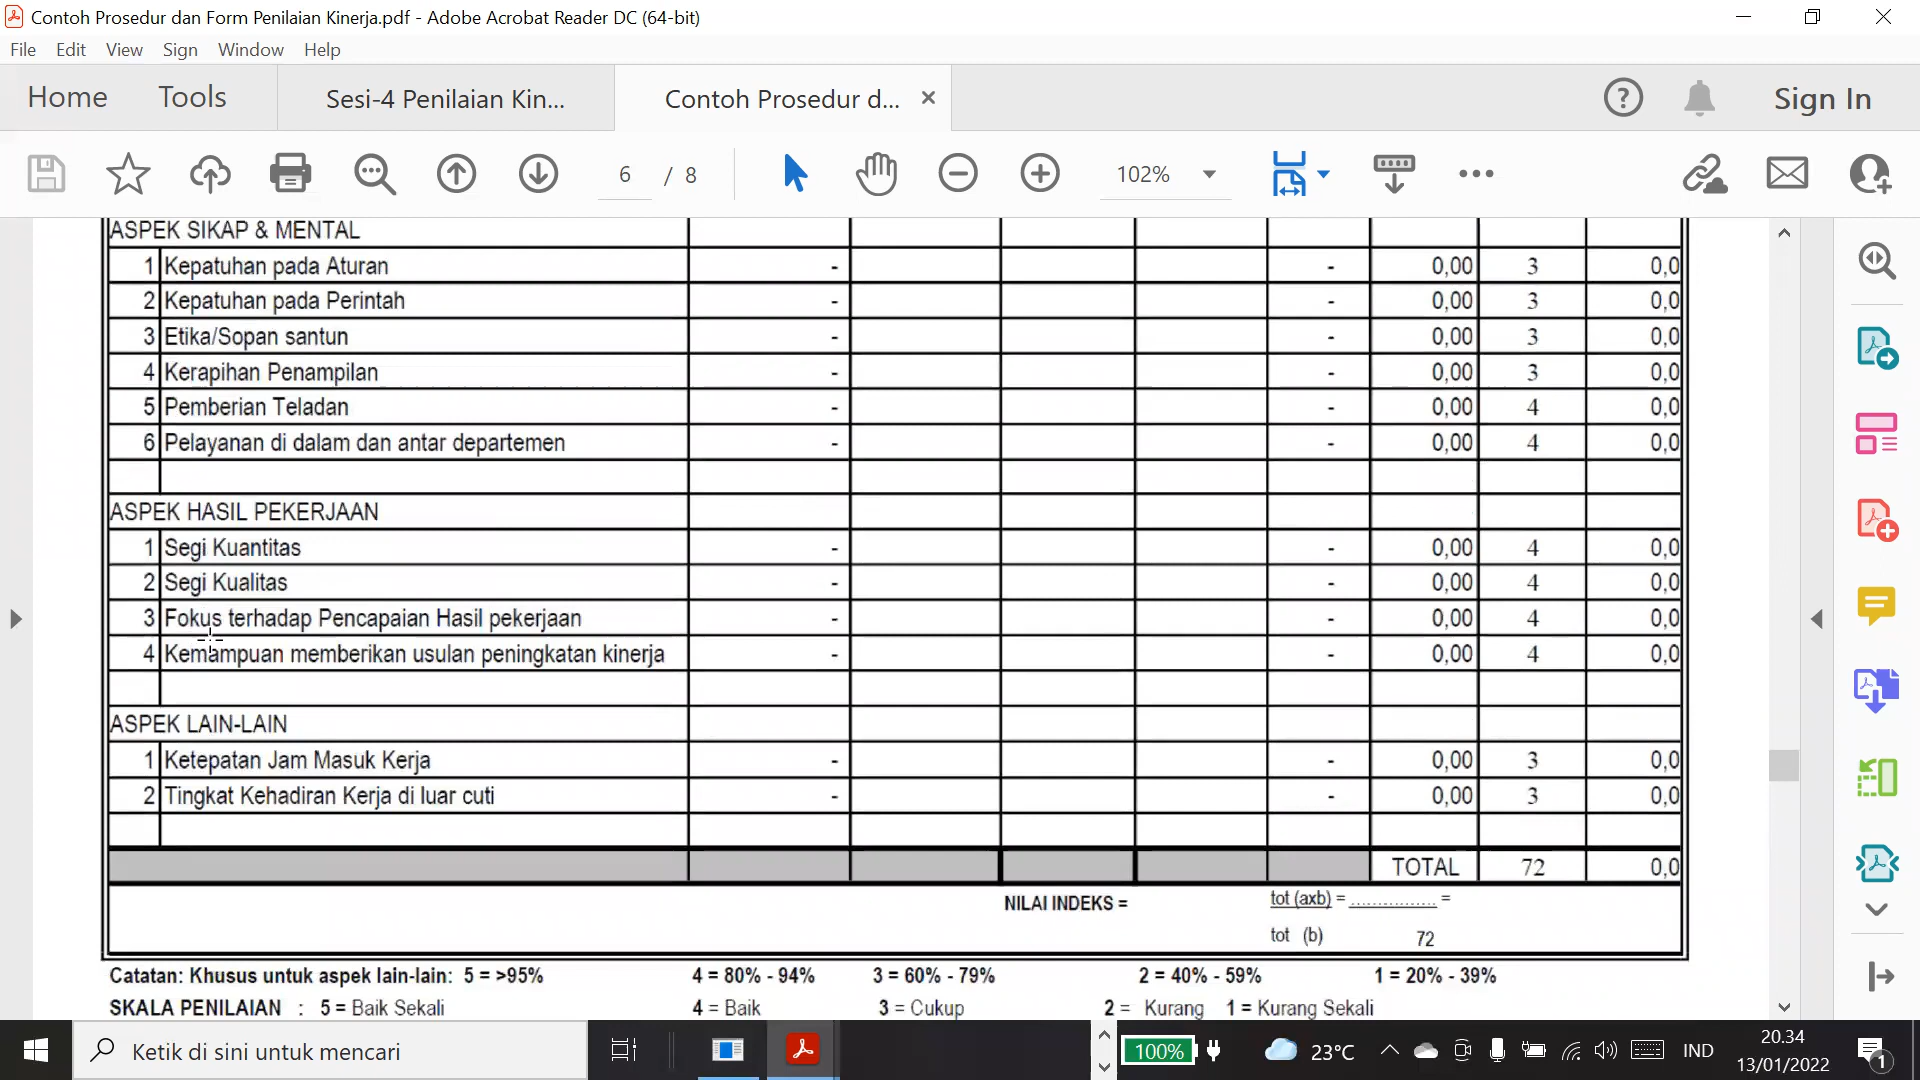 Contoh Prosedur dan Form Penilaian Kinerja.pdf - Adobe Acrobat Reader DC (64-bit)
File Edit View Sign Window Help
Home Tools Sesi-4 Penilaian Kin... Contoh Prosedur d... × Sign In
6 / 8 102%
ASPEK SIKAP & MENTAL
1 Kepatuhan pada Aturan - - 0,00 3 0,0
2 Kepatuhan pada Perintah - - 0,00 3 0,0
3 Etika/Sopan santun - - 0,00 3 0,0
4 Kerapihan Penampilan - - 0,00 3 0,0
5 Pemberian Teladan - - 0,00 4 0,0
6 Pelayanan di dalam dan antar departemen - - 0,00 4 0,0
ASPEK HASIL PEKERJAAN
1 Segi Kuantitas - - 0,00 4 0,0
2 Segi Kualitas - - 0,00 4 0,0
3 Fokus terhadap Pencapaian Hasil pekerjaan - - 0,00 4 0,0
4 Kemampuan memberikan usulan peningkatan kinerja - - 0,00 4 0,0
ASPEK LAIN-LAIN
1 Ketepatan Jam Masuk Kerja - - 0,00 3 0,0
2 Tingkat Kehadiran Kerja di luar cuti - - 0,00 3 0,0
TOTAL 72 0,0
NILAI INDEKS = tot (axb) = ................ =
tot (b) 72
Catatan: Khusus untuk aspek lain-lain: 5 = >95% 4 = 80% - 94% 3 = 60% - 79% 2 = 40% - 59% 1 = 20% - 39%
SKALA PENILAIAN : 5 = Baik Sekali 4 = Baik 3 = Cukup 2 = Kurang 1 = Kurang Sekali
Ketik di sini untuk mencari 100% 23°C IND 20.34
13/01/2022 1